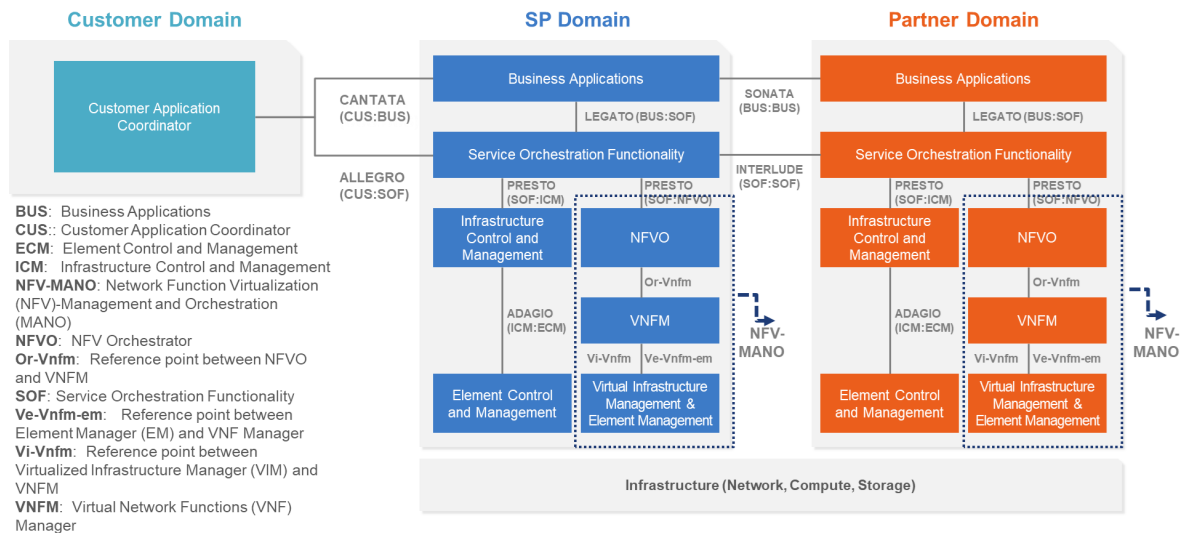 Customer Domain
SP Domain
Partner Domain
Customer Application
Coordinator
CANTATA
(CUS:BUS)
ALLEGRO
(CUS:SOF)
Business Applications
LEGATO (BUS:SOF)
Service Orchestration Functionality
PRESTO
(SOF:ICM)
PRESTO
(SOF:NFVO)
Infrastructure
Control and
Management
NFVO
Or-Vnfm
ADAGIO
(ICM:ECM)
VNFM
Vi-Vnfm
Ve-Vnfm-em
Element Control
and Management
Virtual Infrastructure
Management &
Element Management
NFV-
MANO
SONATA
(BUS:BUS)
INTERLUDE
(SOF:SOF)
Business Applications
LEGATO (BUS:SOF)
Service Orchestration Functionality
PRESTO
(SOF:ICM)
PRESTO
(SOF:NFVO)
Infrastructure
Control and
Management
NFVO
Or-Vnfm
ADAGIO
(ICM:ECM)
VNFM
Vi-Vnfm
Ve-Vnfm-em
Element Control
and Management
Virtual Infrastructure
Management &
Element Management
NFV-
MANO
Infrastructure (Network, Compute, Storage)
BUS: Business Applications
CUS:: Customer Application Coordinator
ECM: Element Control and Management
ICM: Infrastructure Control and Management
NFV-MANO: Network Function Virtualization
(NFV)-Management and Orchestration
(MANO)
NFVO: NFV Orchestrator
Or-Vnfm: Reference point between NFVO
and VNFM
SOF: Service Orchestration Functionality
Ve-Vnfm-em: Reference point between
Element Manager (EM) and VNF Manager
Vi-Vnfm: Reference point between
Virtualized Infrastructure Manager (VIM) and
VNFM
VNFM: Virtual Network Functions (VNF)
Manager